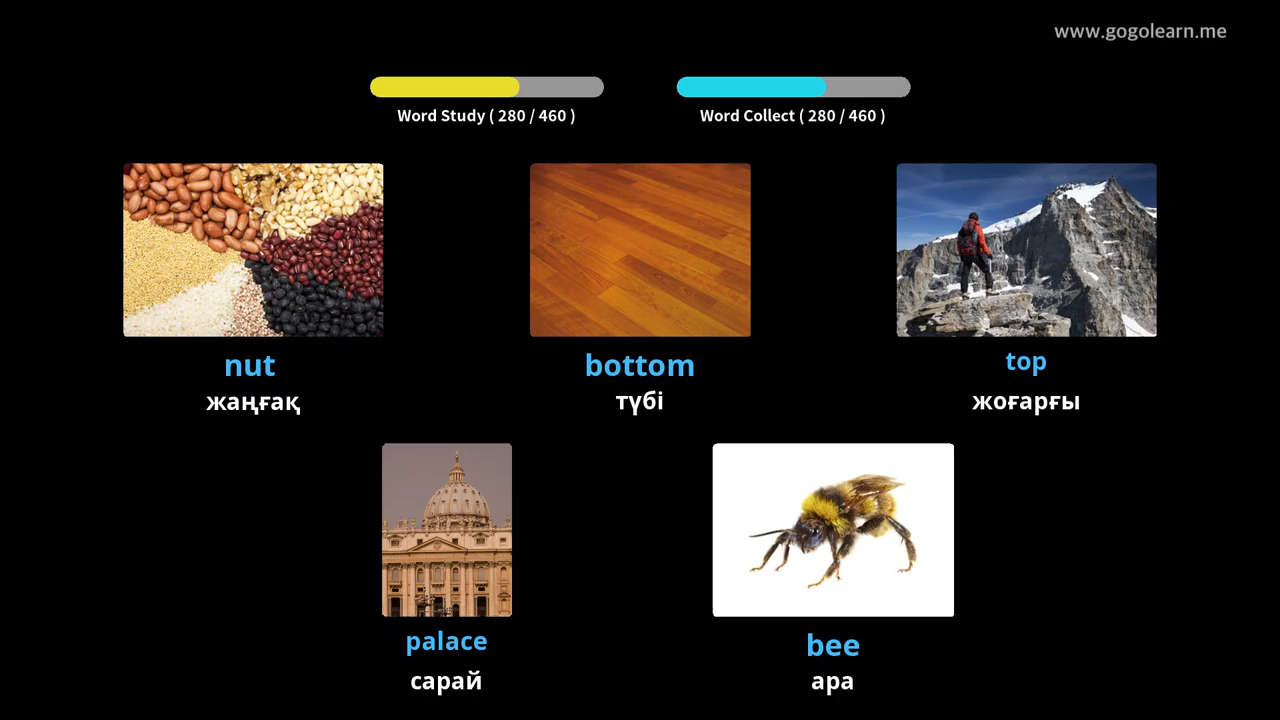 www.gogolearn.me
Word Study ( 280 / 460 )
Word Collect ( 280 / 460 )
nut
жаңғақ
bottom
түбі
top
жоғарғы
palace
сарай
bee
ара